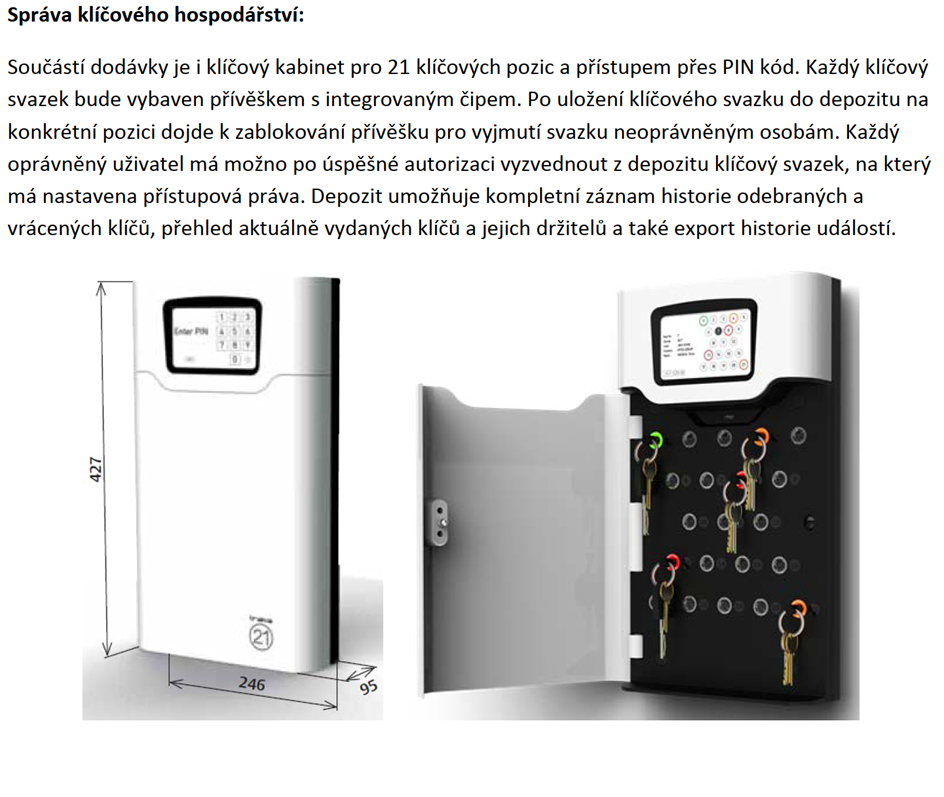 Správa klíčového hospodářství:
Součástí dodávky je i klíčový kabinet pro 21 klíčových pozic a přístupem přes PIN kód. Každý klíčový
svazek bude vybaven přívěškem s integrovaným čipem. Po uložení klíčového svazku do depozitu na
konkrétní pozici dojde k zablokování přívěšku pro vyjmutí svazku neoprávněným osobám. Každý
oprávněný uživatel má možno po úspěšné autorizaci vyzvednout z depozitu klíčový svazek, na který
má nastavena přístupová práva. Depozit umožňuje kompletní záznam historie odebraných a
vrácených klíčů, přehled aktuálně vydaných klíčů a jejich držitelů a také export historie událostí.
Enter PIN
1 2 3
4 5 6
7 8 9
0
427
traka
21
246
95